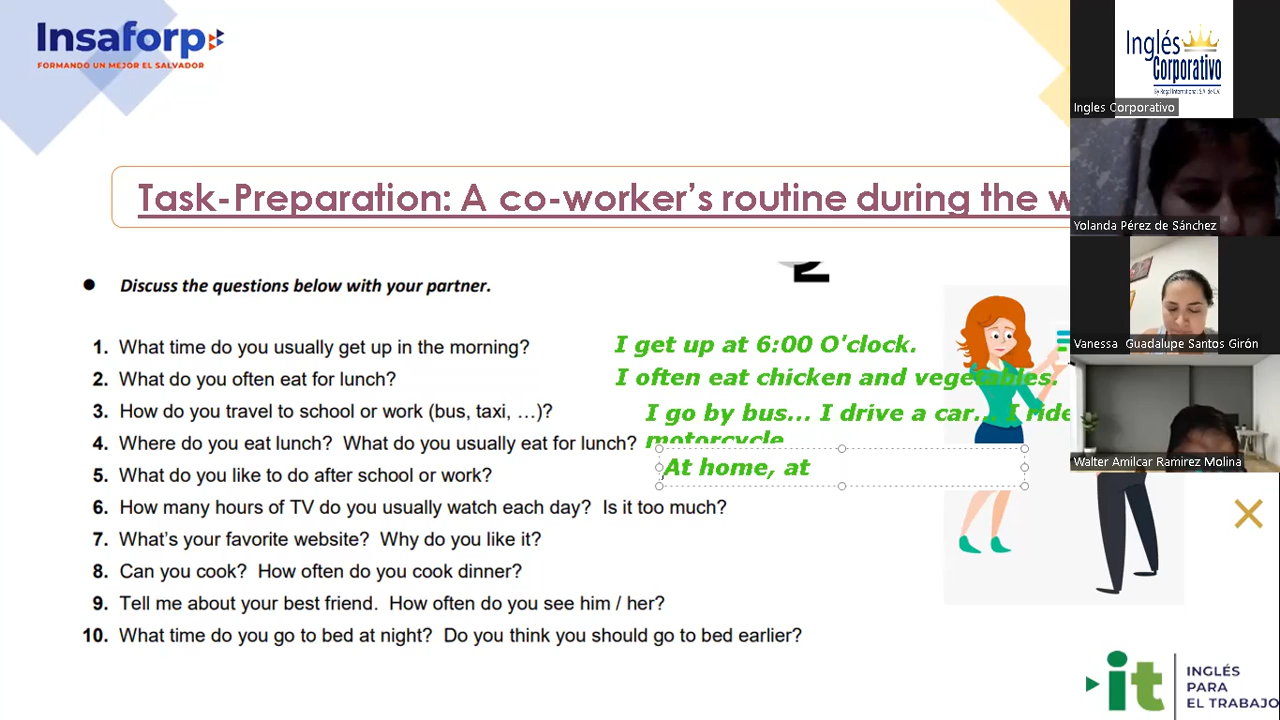 Insaforp
FORMANDO UN MEJOR EL SALVADOR
Inglés
Corporativo
Ingles Corporativo
Task-Preparation: A co-worker's routine during the w
Yolanda Pérez de Sánchez
2
Discuss the questions below with your partner.
1. What time do you usually get up in the morning?
I get up at 6:00 O'clock.
Vanessa Guadalupe Santos Girón
2. What do you often eat for lunch?
I often eat chicken and vegetables.
3. How do you travel to school or work (bus, taxi, …)?
I go by bus... I drive a car... I ride
motorcycle
4. Where do you eat lunch? What do you usually eat for lunch?
At home, at
Walter Amilcar Ramirez Molina
5. What do you like to do after school or work?
6. How many hours of TV do you usually watch each day? Is it too much?
7. What's your favorite website? Why do you like it?
8. Can you cook? How often do you cook dinner?
9. Tell me about your best friend. How often do you see him / her?
10. What time do you go to bed at night? Do you think you should go to bed earlier?
it
INGLÉS
PARA
EL TRABAJO